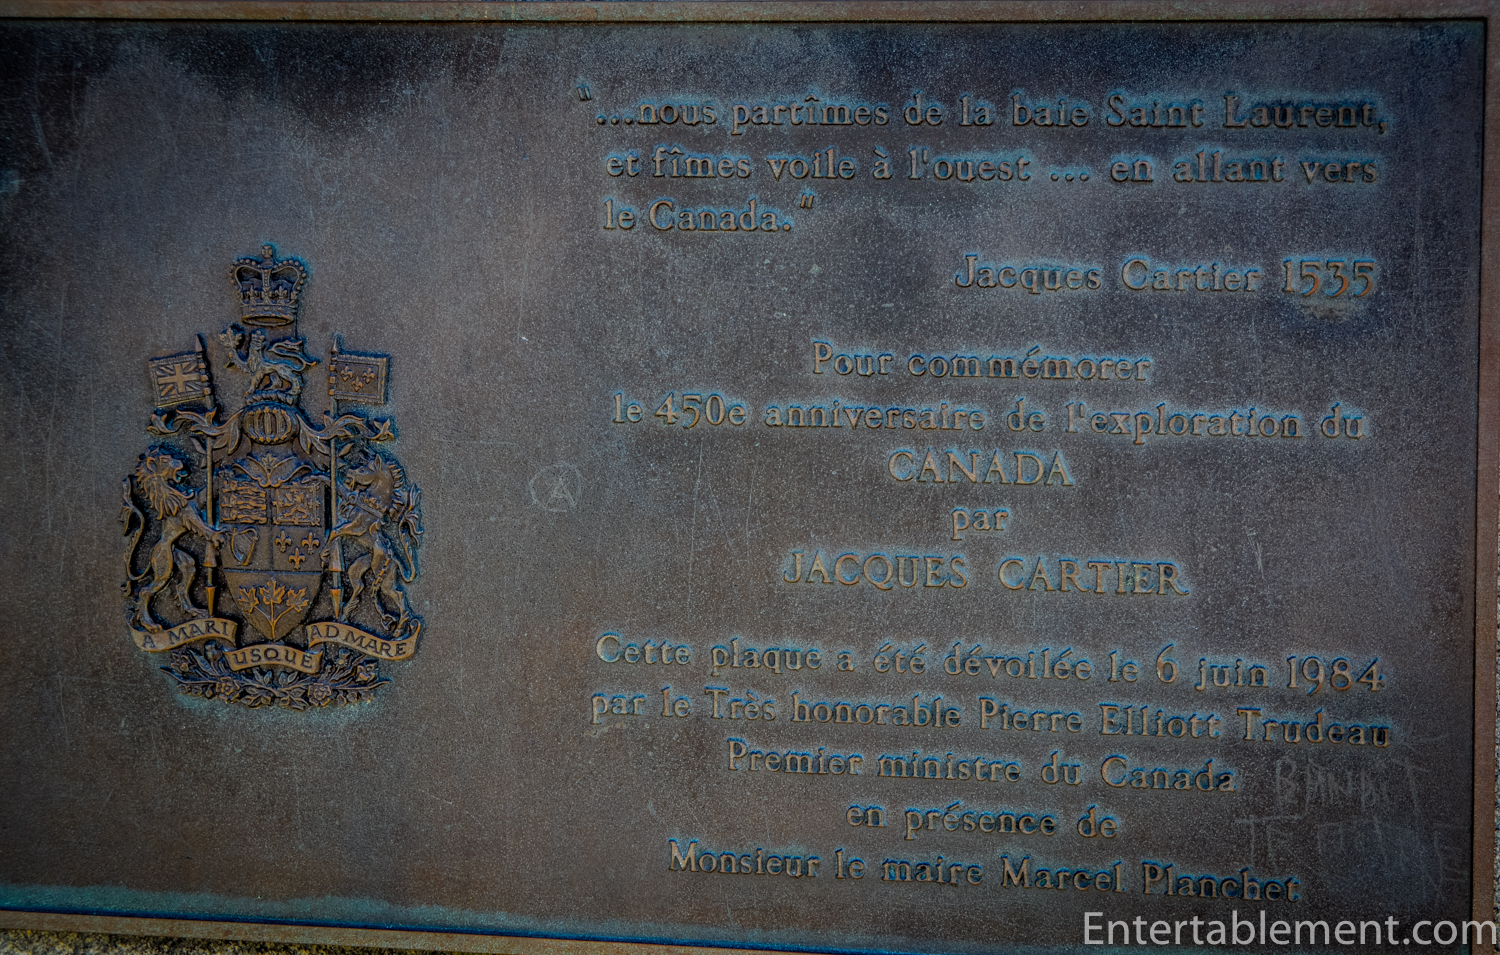 "...nous partîmes de la baie Saint Laurent,
et fîmes voile à l'ouest ... en allant vers
le Canada."
Jacques Cartier 1535
Pour commémorer
le 450e anniversaire de l'exploration du
CANADA
par
JACQUES CARTIER
Cette plaque a été dévoilée le 6 juin 1984
par le Très honorable Pierre Elliott Trudeau
Premier ministre du Canada
en présence de
Monsieur le maire Marcel Planchet
A MARI
USQUE
AD MARE
A
Entertablement.com